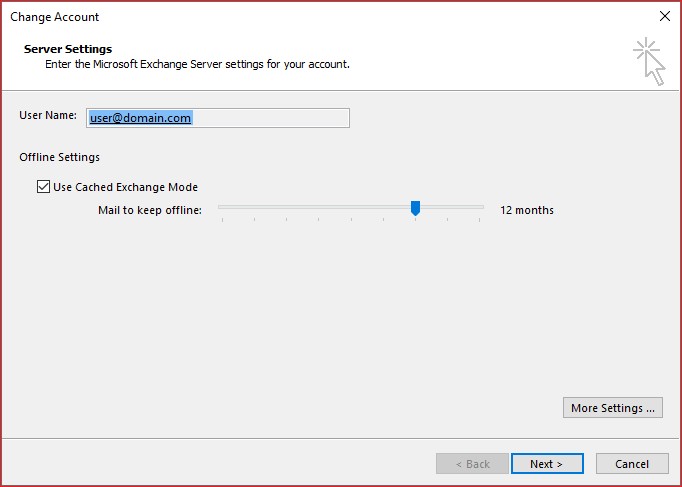 Change Account
Server Settings
Enter the Microsoft Exchange Server settings for your account.
User Name: user@domain.com
Offline Settings
Use Cached Exchange Mode
Mail to keep offline: 12 months
More Settings ...
< Back Next > Cancel